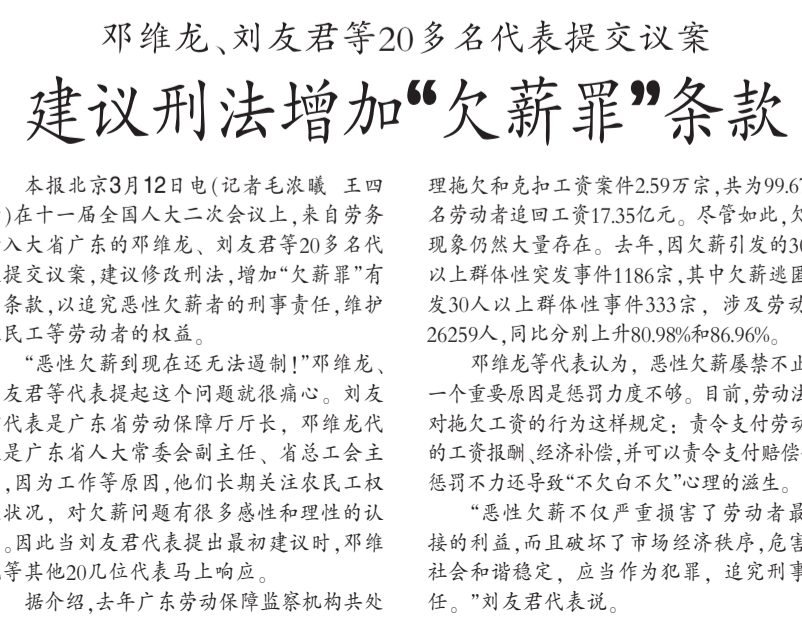 邓维龙、刘友君等20多名代表提交议案
建议刑法增加“欠薪罪”条款
本报北京3月12日电(记者毛浓曦 王四
)在十一届全国人大二次会议上,来自劳务
入大省广东的邓维龙、刘友君等20多名代
提交议案,建议修改刑法,增加“欠薪罪”有
条款,以追究恶性欠薪者的刑事责任,维护
民工等劳动者的权益。
“恶性欠薪到现在还无法遏制!”邓维龙、
友君等代表提起这个问题就很痛心。刘友
代表是广东省劳动保障厅厅长，邓维龙代
是广东省人大常委会副主任、省总工会主
,因为工作等原因,他们长期关注农民工权
状况，对欠薪问题有很多感性和理性的认
。因此当刘友君代表提出最初建议时,邓维
等其他20几位代表马上响应。
据介绍,去年广东劳动保障监察机构共处
理拖欠和克扣工资案件2.59万宗,共为99.67
名劳动者追回工资17.35亿元。尽管如此,欠
现象仍然大量存在。去年,因欠薪引发的30
以上群体性突发事件1186宗,其中欠薪逃匿
发30人以上群体性事件333宗，涉及劳动
26259人,同比分别上升80.98%和86.96%。
邓维龙等代表认为，恶性欠薪屡禁不止
一个重要原因是惩罚力度不够。目前,劳动法
对拖欠工资的行为这样规定：责令支付劳动
的工资报酬、经济补偿,并可以责令支付赔偿
惩罚不力还导致“不欠白不欠”心理的滋生。
“恶性欠薪不仅严重损害了劳动者最
接的利益,而且破坏了市场经济秩序,危害
社会和谐稳定，应当作为犯罪，追究刑事
任。”刘友君代表说。